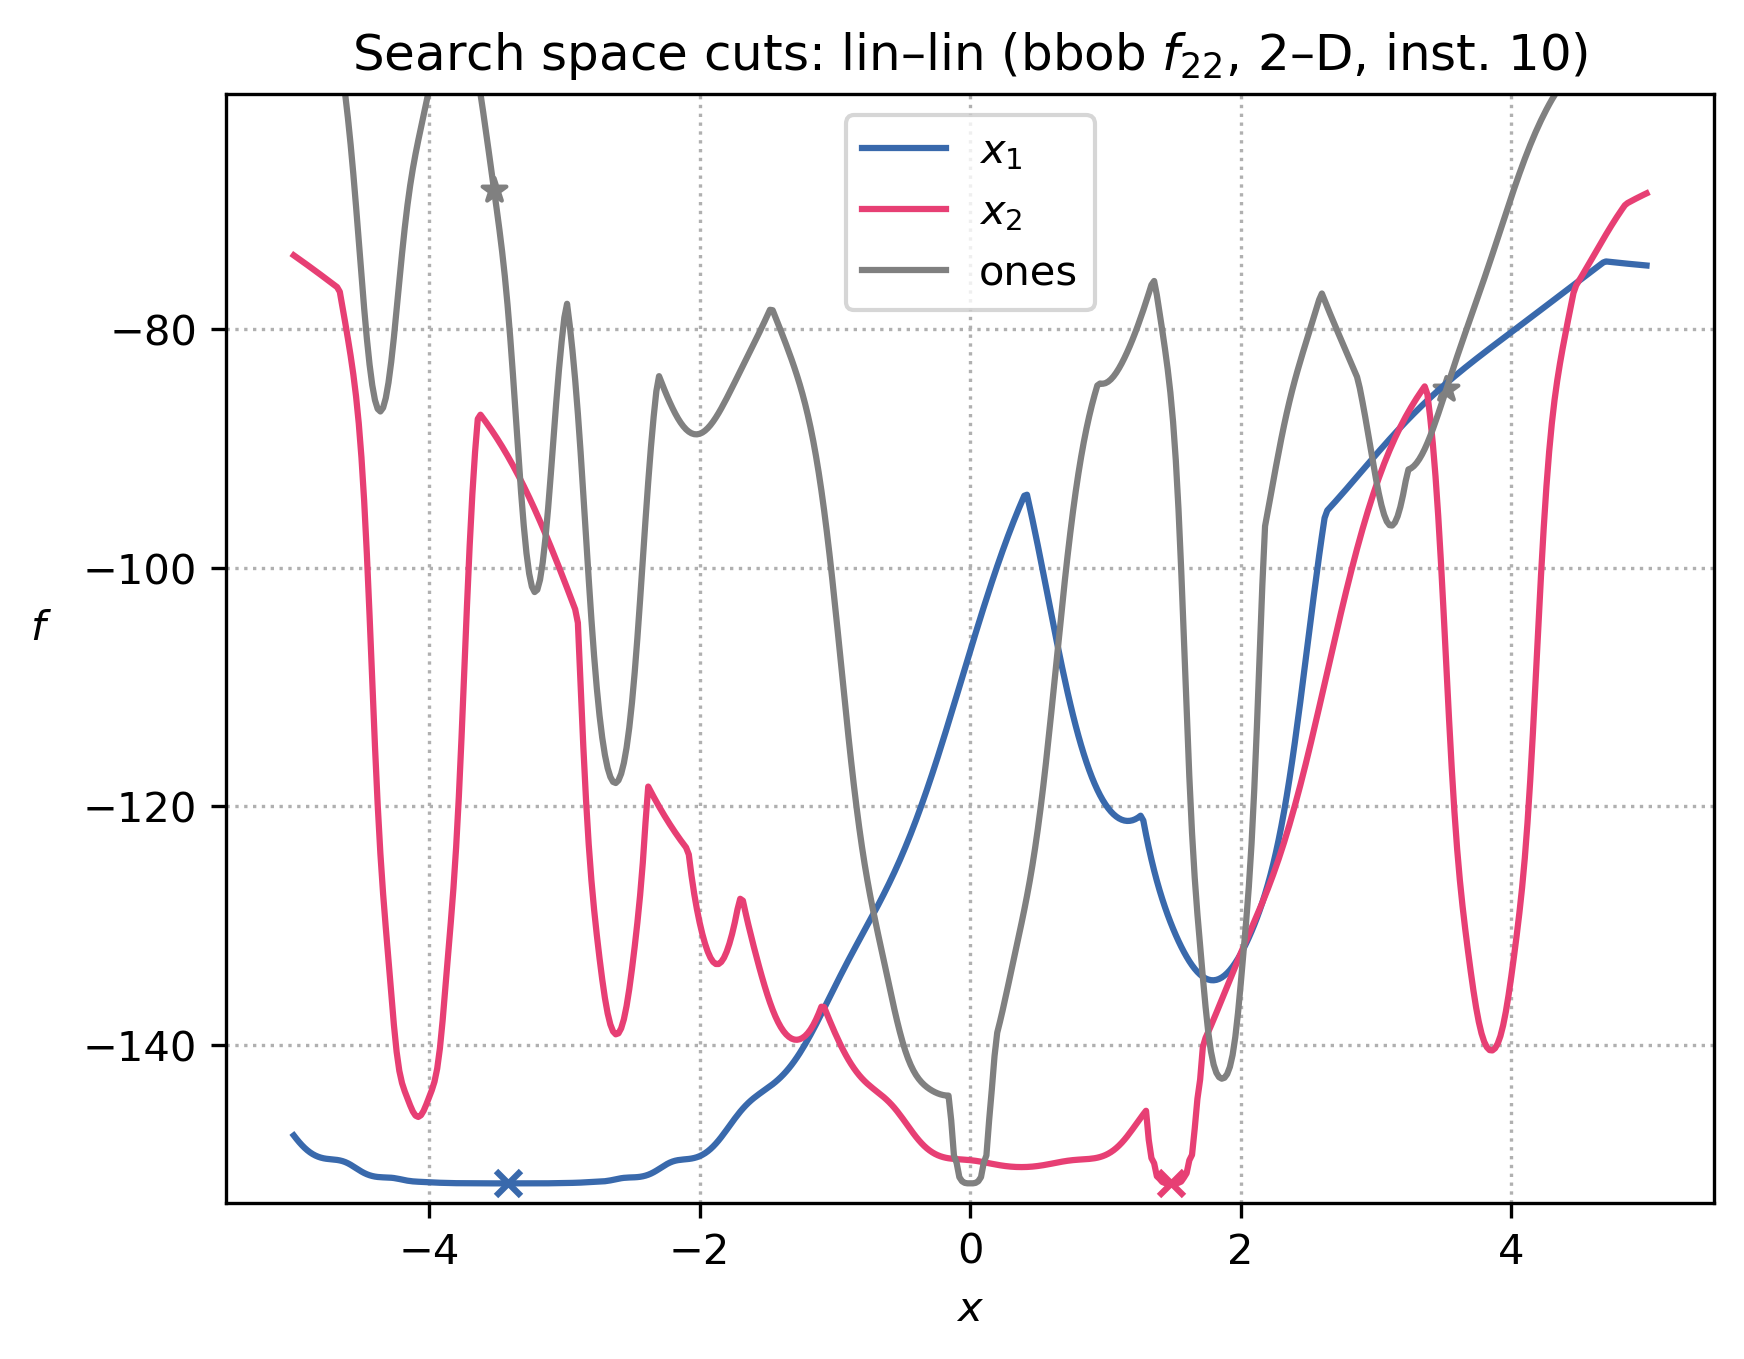 Search space cuts: lin–lin (bbob f22, 2–D, inst. 10)
x1
x2
ones
−80
−100
−120
−140
f
−4
−2
0
2
4
x